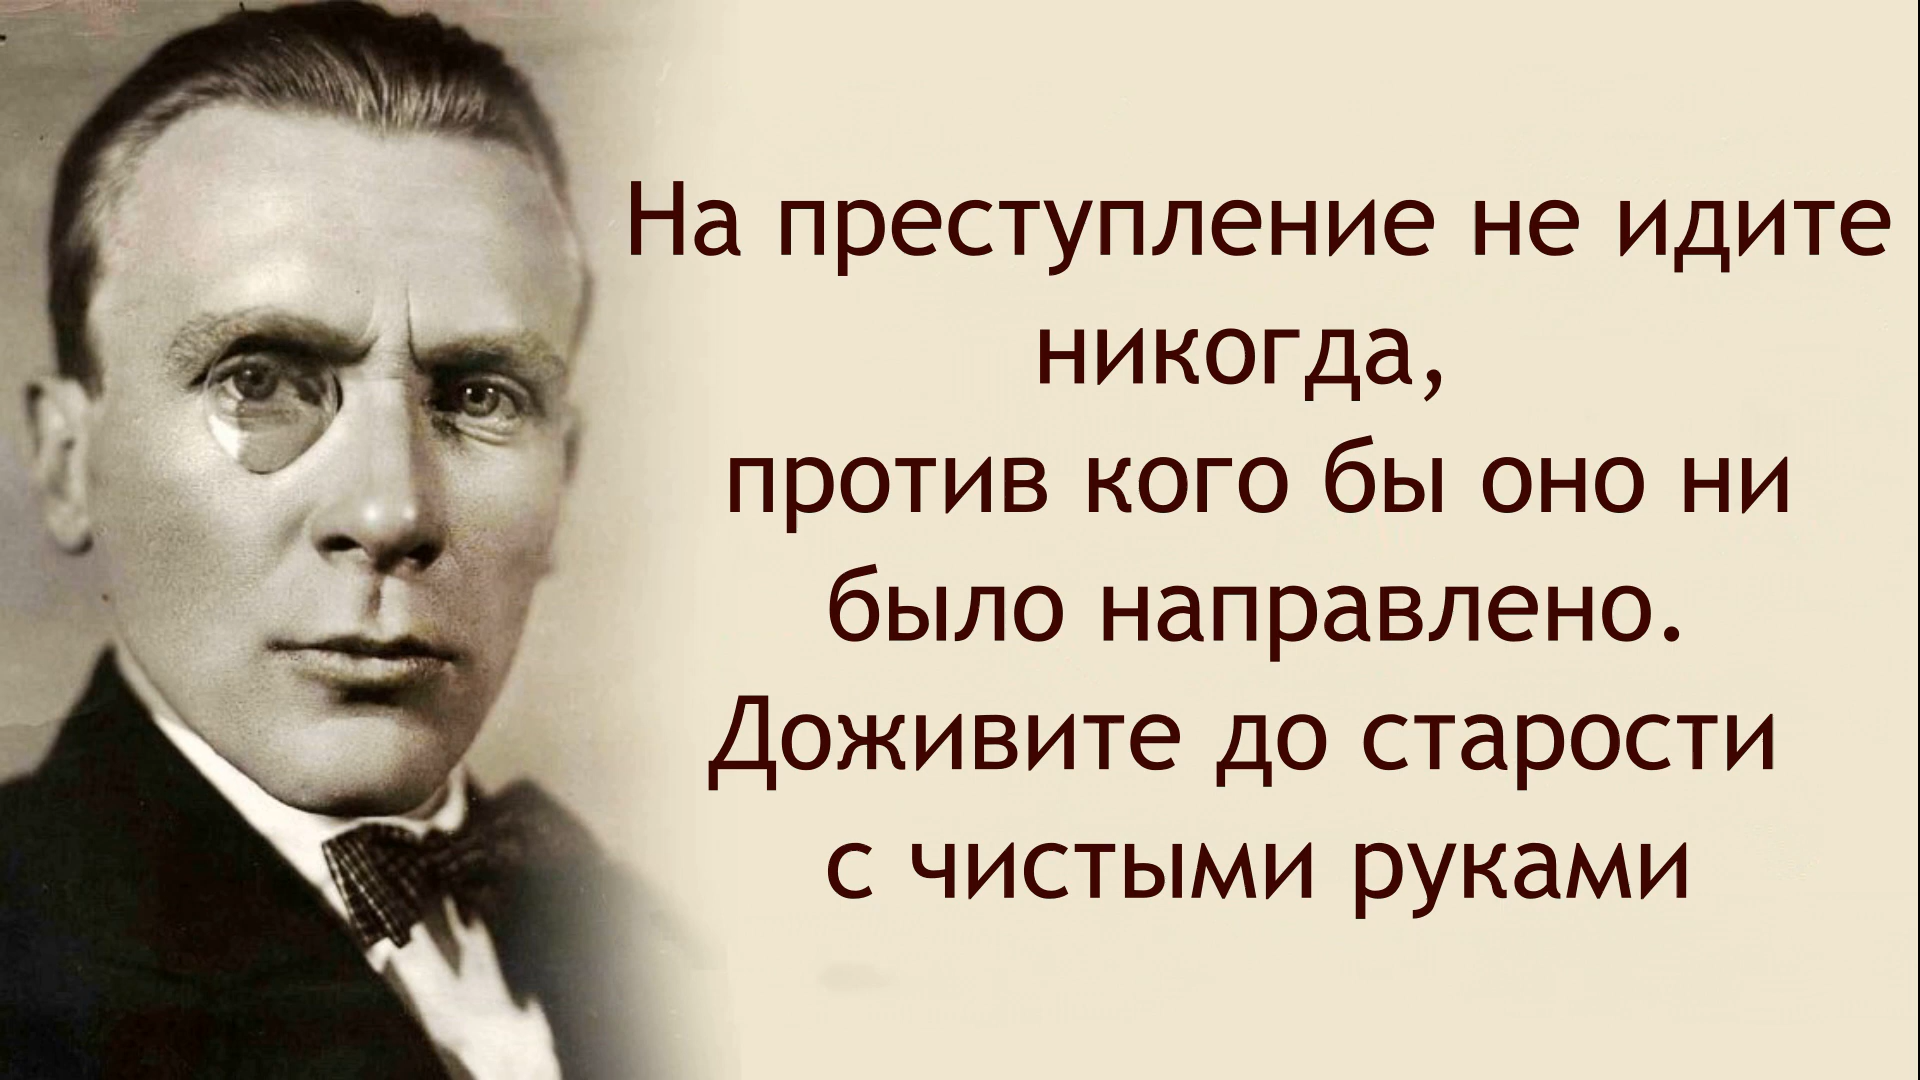 На преступление не идите
никогда,
против кого бы оно ни
было направлено.
Доживите до старости
с чистыми руками